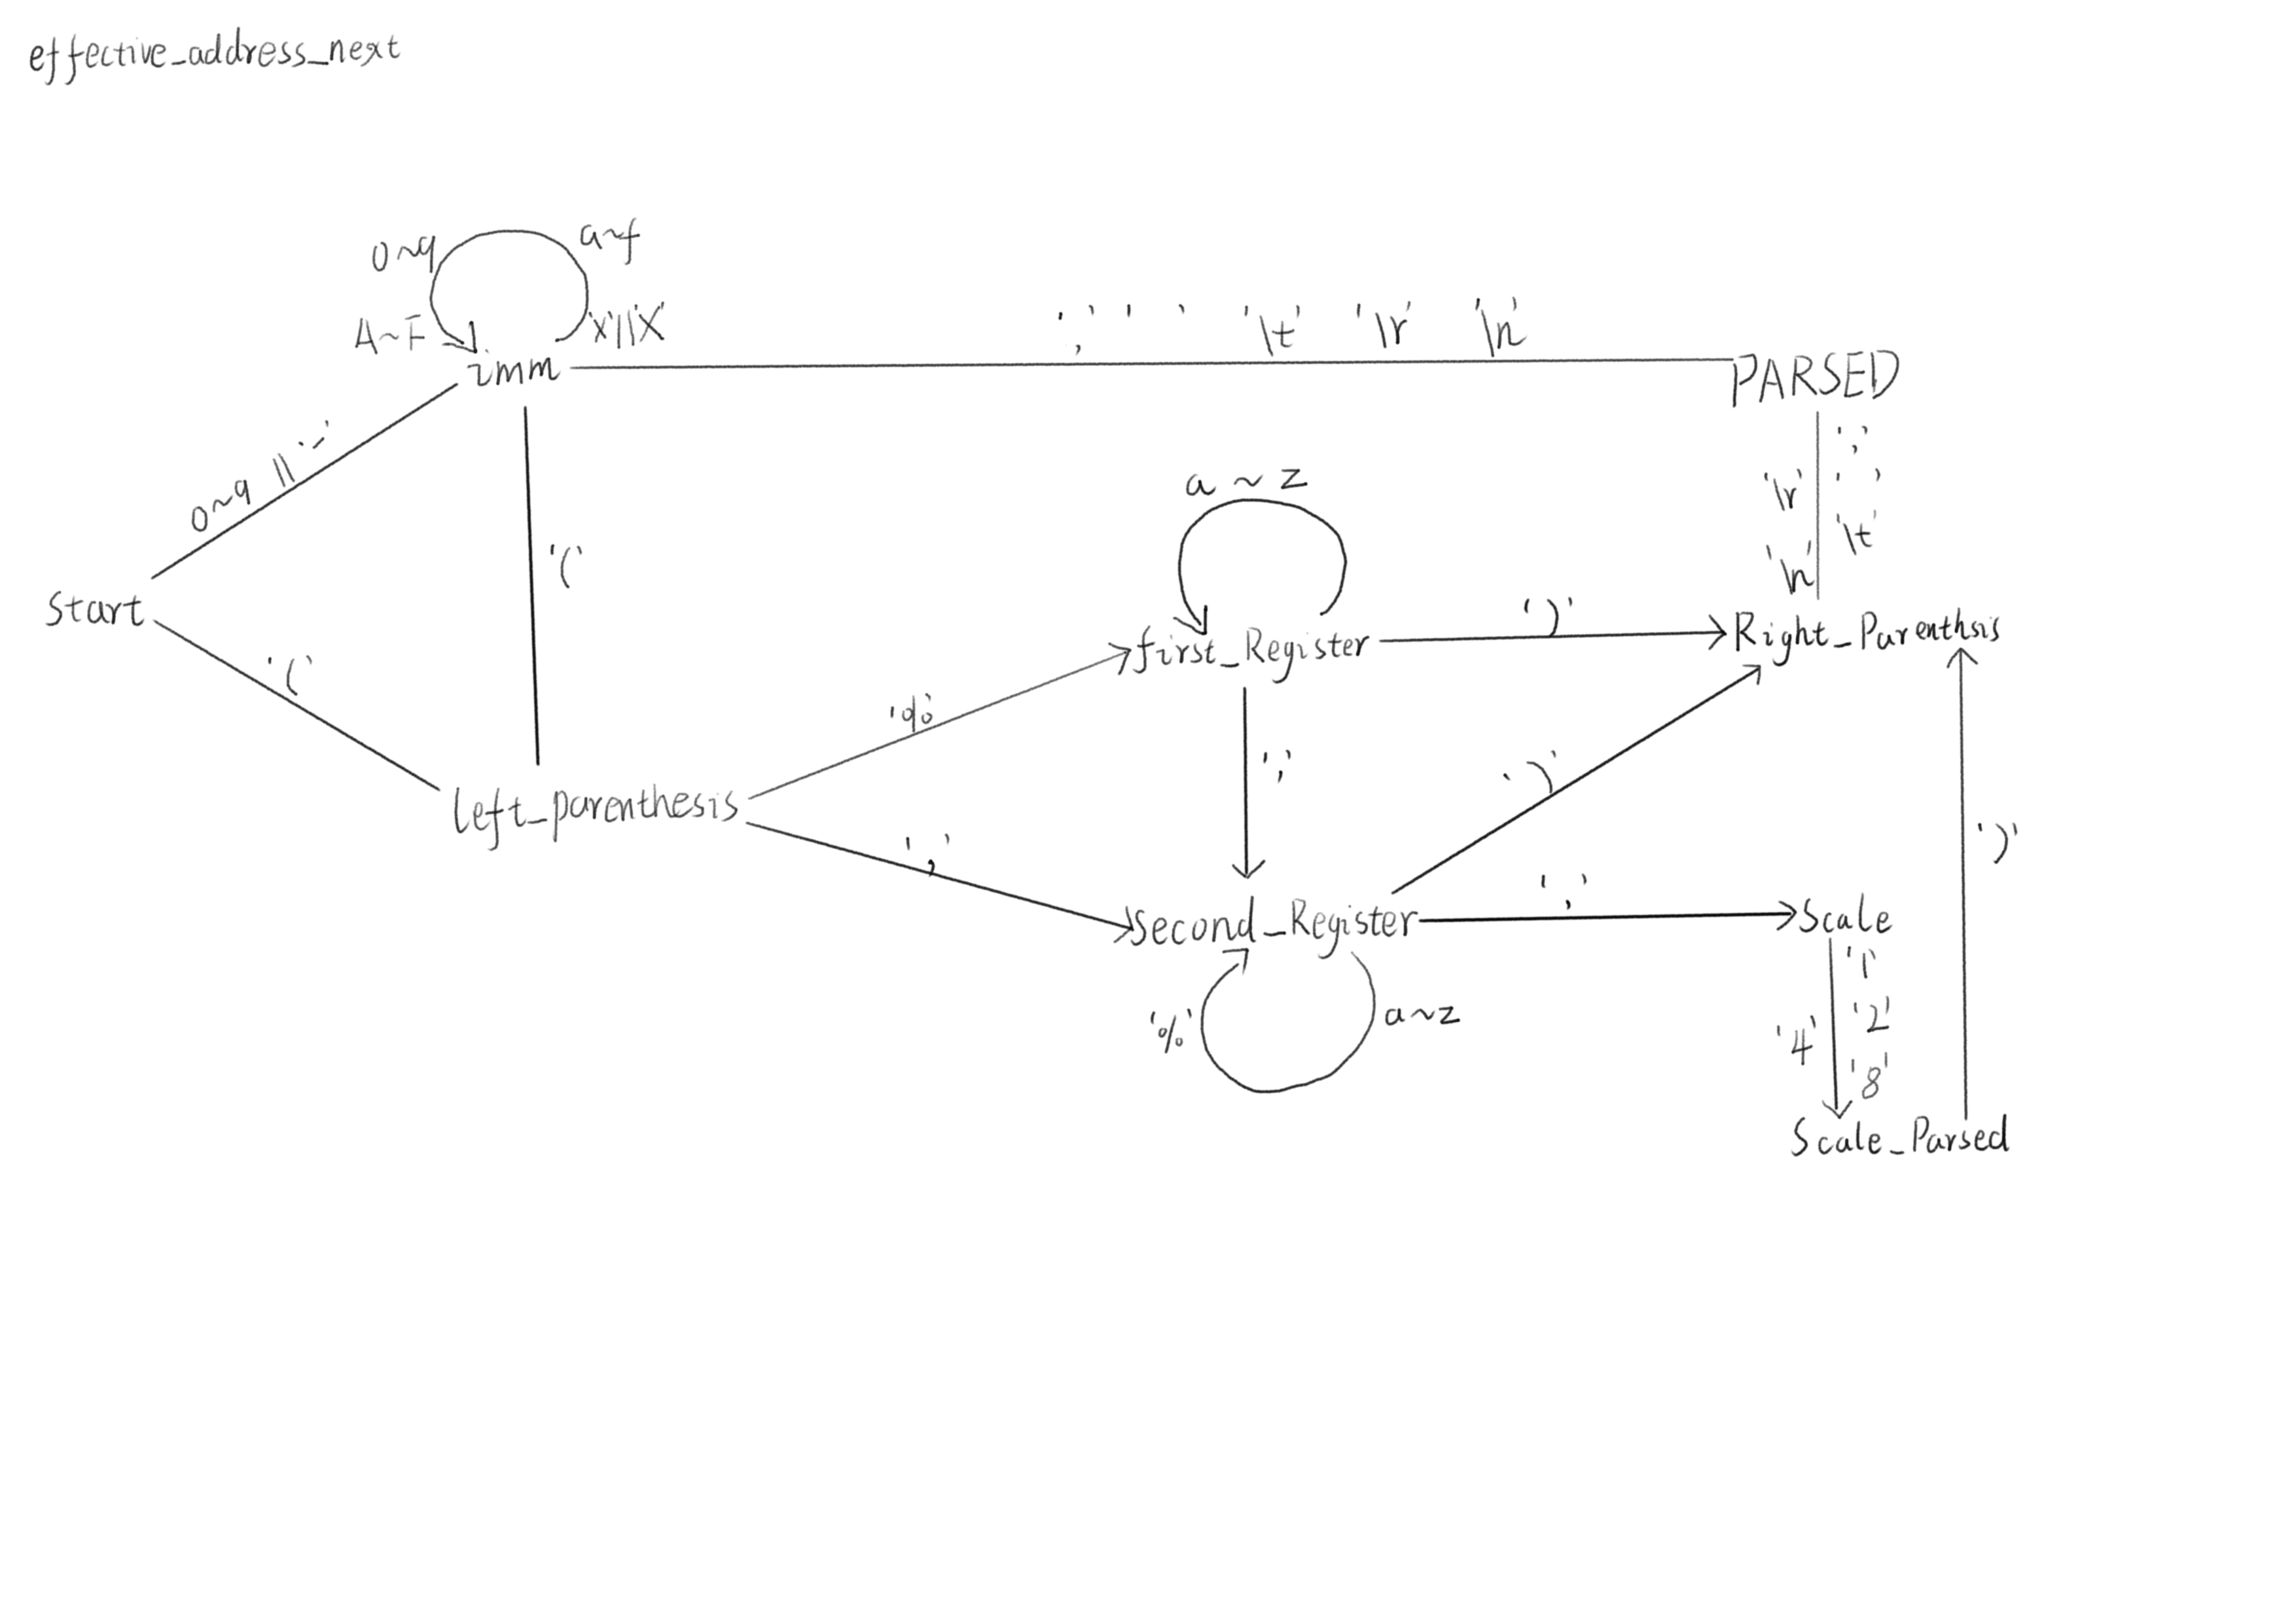 effective_address_next
0~9
a~f
A~F
'x'||'X'
',' ' ' '\t' '\r' '\n'
imm
PARSED
0~9 || '-'
','
'\r' ' '
'\t'
'\n'
'('
a ~ z
Start
'('
first_Register
')'
Right_Parenthsis
'%'
','
')'
left_parenthesis
','
')'
Second_Register
','
Scale
'1'
'%'
a~z
'2'
'4'
'8'
Scale_Parsed